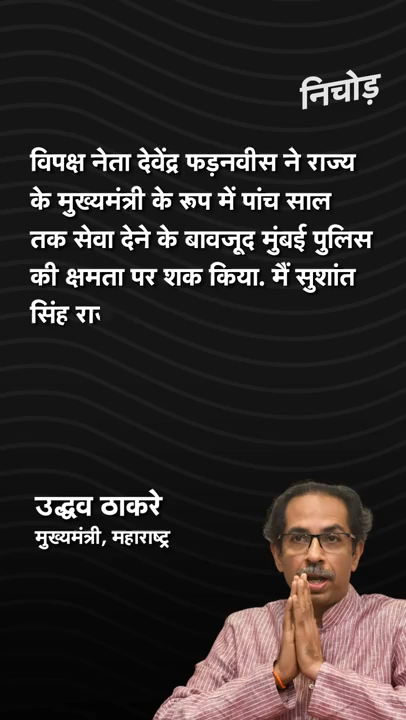 निचोड़
विपक्ष नेता देवेंद्र फड़नवीस ने राज्य
के मुख्यमंत्री के रूप में पांच साल
तक सेवा देने के बावजूद मुंबई पुलिस
की क्षमता पर शक किया. मैं सुशांत
सिंह
उद्धव ठाकरे
मुख्यमंत्री, महाराष्ट्र